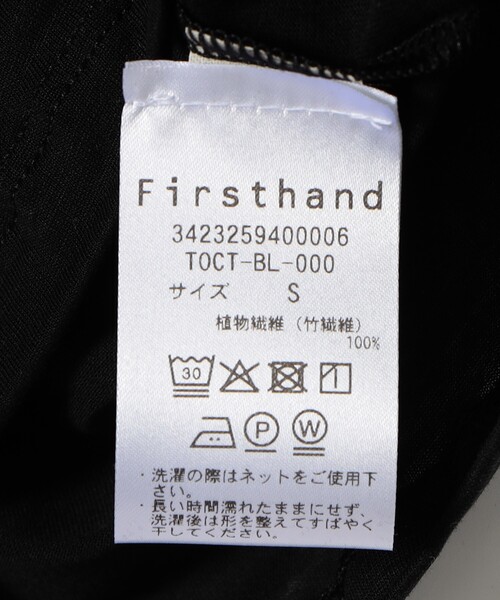 Firsthand
3423259400006
TOCT-BL-000
サイズ S
植物繊維（竹繊維）
100%
30
P W
・洗濯の際はネットをご使用下
さい。
・長い時間濡れたままにせず、
洗濯後は形を整えてすばやく
干してください。